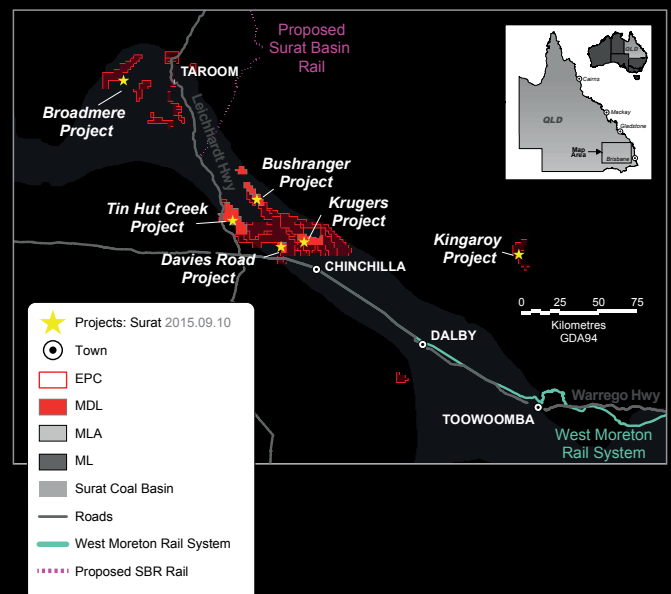 Proposed
Surat Basin
Rail
TAROOM
Broadmere
Project
Leichhardt Hwy
Bushranger
Project
Tin Hut Creek
Project
Krugers
Project
Davies Road
Project
CHINCHILLA
Kingaroy
Project
0 25 50 75
Kilometres
GDA94
DALBY
TOOWOOMBA
Warrego Hwy
West Moreton
Rail System
QLD
QLD
Cairns
Mackay
Gladstone
Map
Area
Brisbane
Projects: Surat 2015.09.10
Town
EPC
MDL
MLA
ML
Surat Coal Basin
Roads
West Moreton Rail System
Proposed SBR Rail